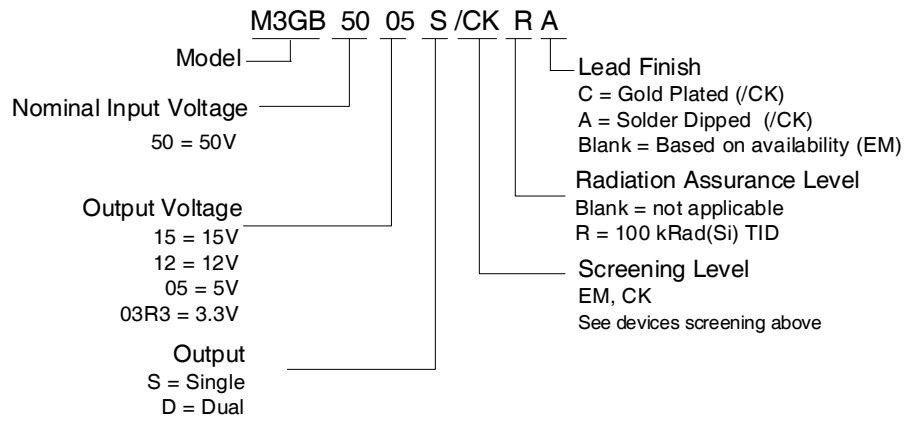 M3GB 50 05 S /CK R A
Model
Nominal Input Voltage
50 = 50V
Output Voltage
15 = 15V
12 = 12V
05 = 5V
03R3 = 3.3V
Output
S = Single
D = Dual
Lead Finish
C = Gold Plated (/CK)
A = Solder Dipped (/CK)
Blank = Based on availability (EM)
Radiation Assurance Level
Blank = not applicable
R = 100 kRad(Si) TID
Screening Level
EM, CK
See devices screening above